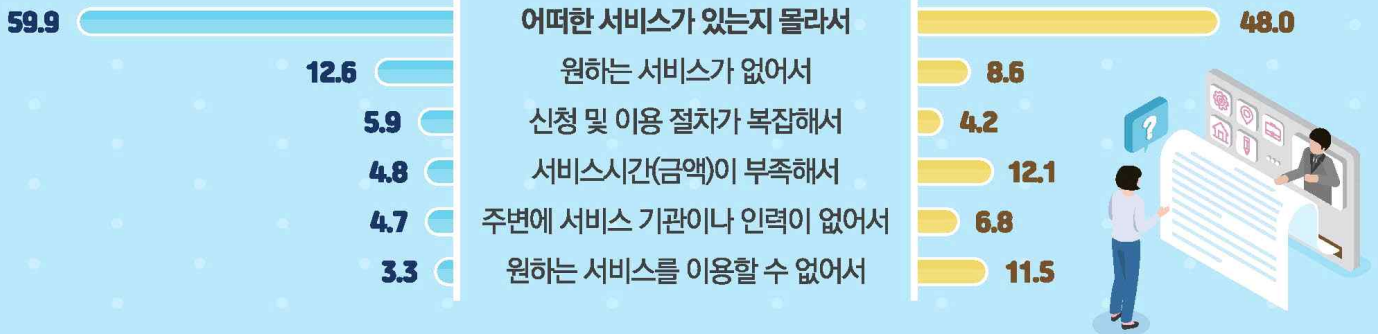 59.9 어떠한 서비스가 있는지 몰라서 48.0
12.6 원하는 서비스가 없어서 8.6
5.9 신청 및 이용 절차가 복잡해서 4.2
4.8 서비스시간(금액)이 부족해서 12.1
4.7 주변에 서비스 기관이나 인력이 없어서 6.8
3.3 원하는 서비스를 이용할 수 없어서 11.5
?